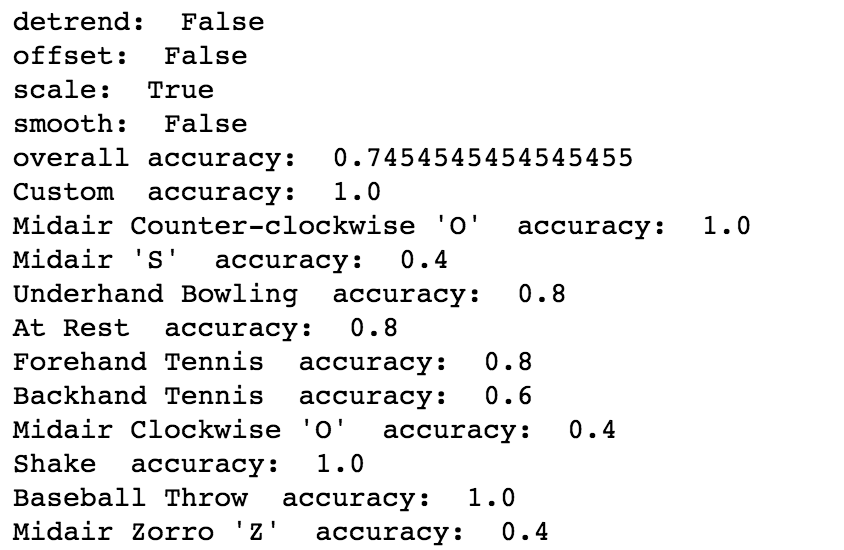 detrend:  False
offset:  False
scale:  True
smooth:  False
overall accuracy:  0.7454545454545455
Custom  accuracy:  1.0
Midair Counter-clockwise 'O'  accuracy:  1.0
Midair 'S'  accuracy:  0.4
Underhand Bowling  accuracy:  0.8
At Rest  accuracy:  0.8
Forehand Tennis  accuracy:  0.8
Backhand Tennis  accuracy:  0.6
Midair Clockwise 'O'  accuracy:  0.4
Shake  accuracy:  1.0
Baseball Throw  accuracy:  1.0
Midair Zorro 'Z'  accuracy:  0.4